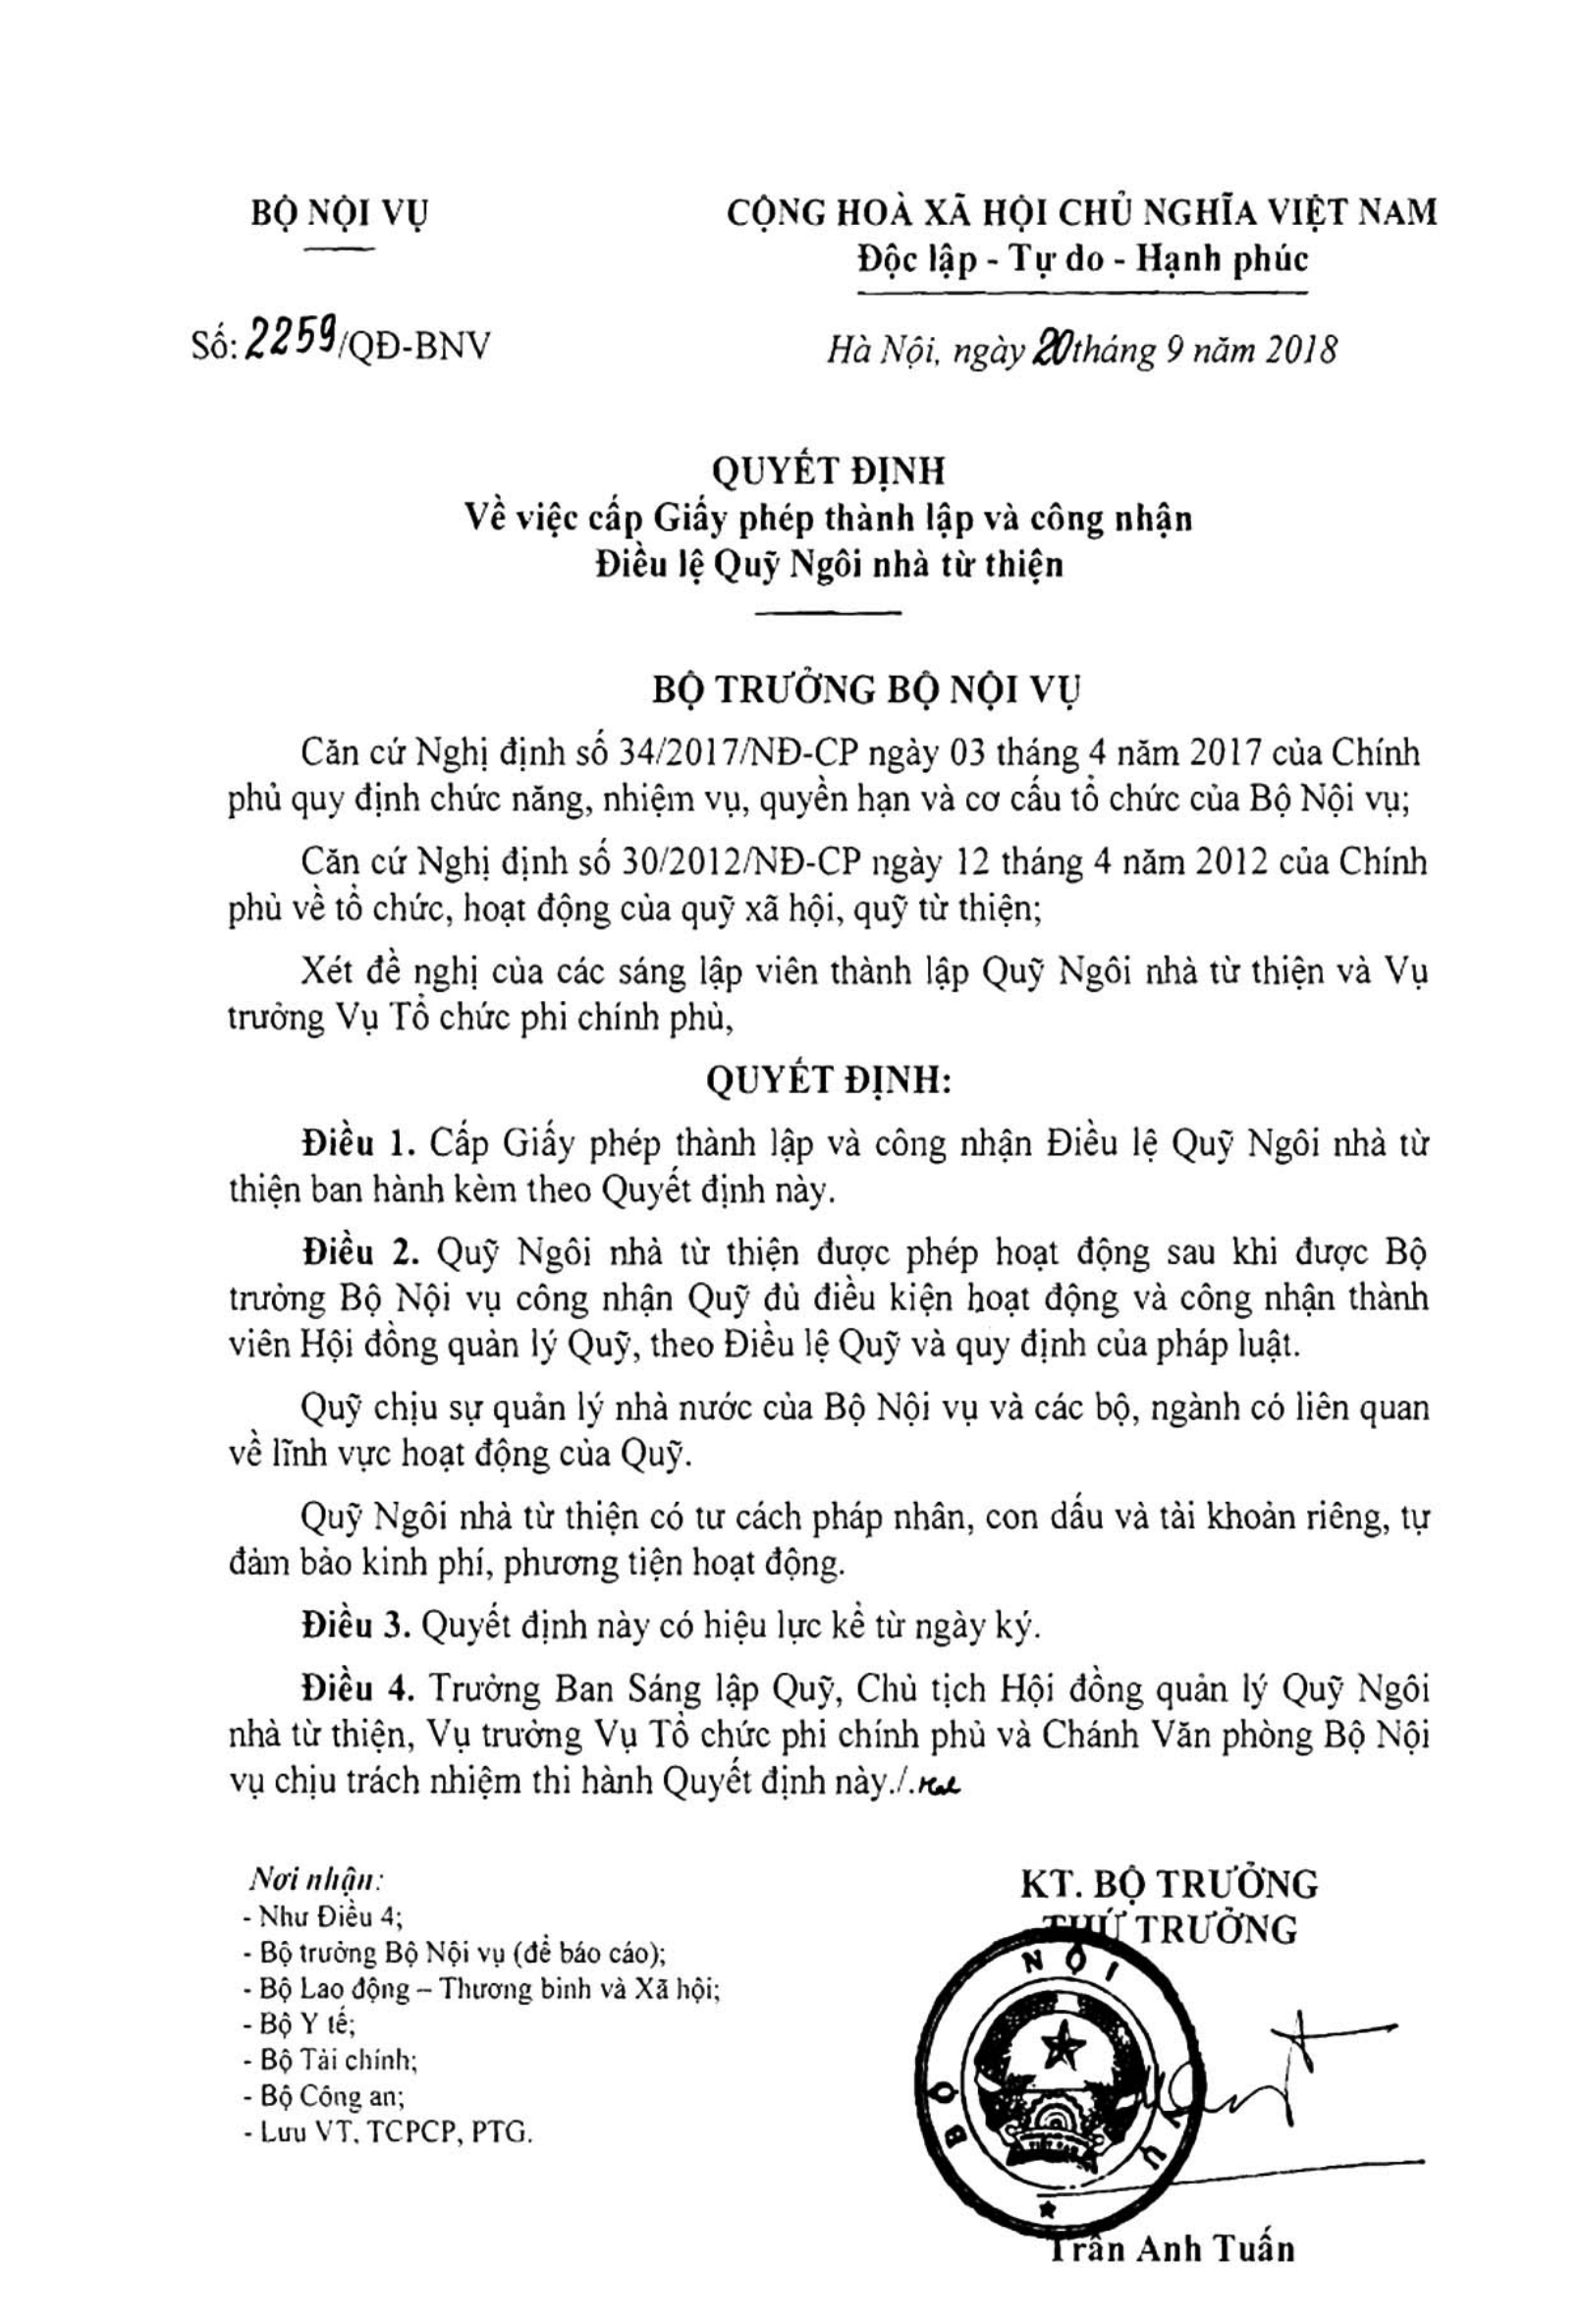 BỘ NỘI VỤ
CỘNG HOÀ XÃ HỘI CHỦ NGHĨA VIỆT NAM
Độc lập - Tự do - Hạnh phúc
Số: 2259/QĐ-BNV
Hà Nội, ngày 20 tháng 9 năm 2018
QUYẾT ĐỊNH
Về việc cấp Giấy phép thành lập và công nhận
Điều lệ Quỹ Ngôi nhà từ thiện
BỘ TRƯỞNG BỘ NỘI VỤ
Căn cứ Nghị định số 34/2017/NĐ-CP ngày 03 tháng 4 năm 2017 của Chính
phủ quy định chức năng, nhiệm vụ, quyền hạn và cơ cấu tổ chức của Bộ Nội vụ;
Căn cứ Nghị định số 30/2012/NĐ-CP ngày 12 tháng 4 năm 2012 của Chính
phủ về tổ chức, hoạt động của quỹ xã hội, quỹ từ thiện;
Xét đề nghị của các sáng lập viên thành lập Quỹ Ngôi nhà từ thiện và Vụ
trưởng Vụ Tổ chức phi chính phủ,
QUYẾT ĐỊNH:
Điều 1. Cấp Giấy phép thành lập và công nhận Điều lệ Quỹ Ngôi nhà từ
thiện ban hành kèm theo Quyết định này.
Điều 2. Quỹ Ngôi nhà từ thiện được phép hoạt động sau khi được Bộ
trưởng Bộ Nội vụ công nhận Quỹ đủ điều kiện hoạt động và công nhận thành
viên Hội đồng quản lý Quỹ, theo Điều lệ Quỹ và quy định của pháp luật.
Quỹ chịu sự quản lý nhà nước của Bộ Nội vụ và các bộ, ngành có liên quan
về lĩnh vực hoạt động của Quỹ.
Quỹ Ngôi nhà từ thiện có tư cách pháp nhân, con dấu và tài khoản riêng, tự
đảm bảo kinh phí, phương tiện hoạt động.
Điều 3. Quyết định này có hiệu lực kể từ ngày ký.
Điều 4. Trưởng Ban Sáng lập Quỹ, Chủ tịch Hội đồng quản lý Quỹ Ngôi
nhà từ thiện, Vụ trưởng Vụ Tổ chức phi chính phủ và Chánh Văn phòng Bộ Nội
vụ chịu trách nhiệm thi hành Quyết định này./.
Nơi nhận:
- Như Điều 4;
- Bộ trưởng Bộ Nội vụ (để báo cáo);
- Bộ Lao động – Thương binh và Xã hội;
- Bộ Y tế;
- Bộ Tài chính;
- Bộ Công an;
- Lưu VT, TCPCP, PTG.
KT. BỘ TRƯỞNG
THỨ TRƯỞNG
BỘ NỘI VỤ
Trần Anh Tuấn